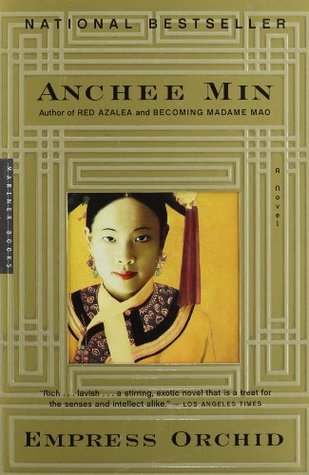 NATIONAL BESTSELLER
ANCHEE MIN
Author of RED AZALEA and BECOMING MADAME MAO
A Novel
MARINER BOOKS
"Rich . . . lavish . . . a stirring, exotic novel that is a treat for
the senses and intellect alike." — LOS ANGELES TIMES
EMPRESS ORCHID